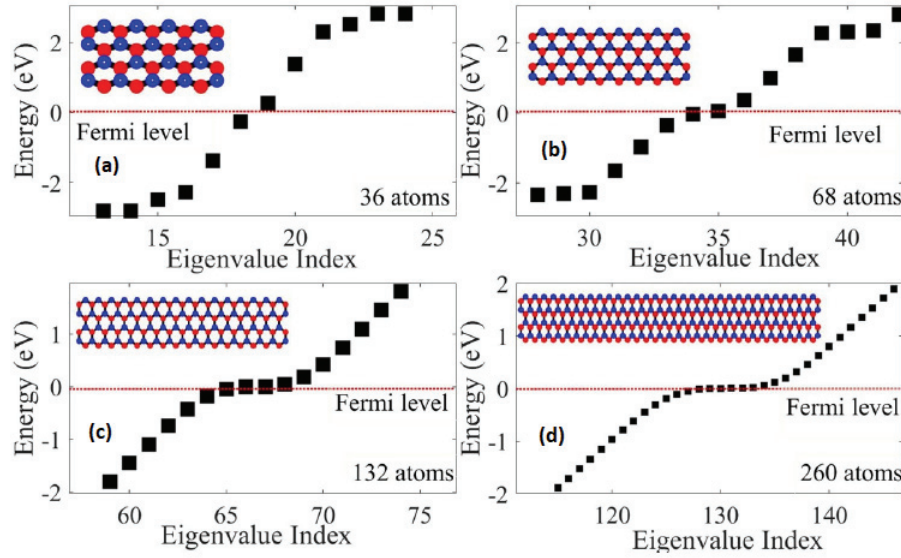 2
0
-2
Energy (eV)
Fermi level
(a)
36 atoms
15 20 25
Eigenvalue Index
2
0
-2
Energy (eV)
Fermi level
(b)
68 atoms
30 35 40
Eigenvalue Index
1
0
-1
-2
Energy (eV)
Fermi level
(c)
132 atoms
60 65 70 75
Eigenvalue Index
2
1
0
-1
-2
Energy (eV)
Fermi level
(d)
260 atoms
120 130 140
Eigenvalue Index